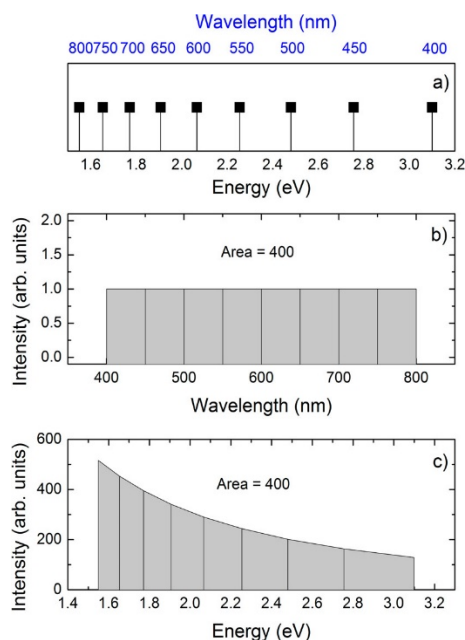 Wavelength (nm)
800 750 700 650 600 550 500 450 400
a)
1.6 1.8 2.0 2.2 2.4 2.6 2.8 3.0 3.2
Energy (eV)
b)
Area = 400
Intensity (arb. units)
2.0
1.5
1.0
0.5
0.0
400 500 600 700 800
Wavelength (nm)
c)
Area = 400
Intensity (arb. units)
600
400
200
0
1.4 1.6 1.8 2.0 2.2 2.4 2.6 2.8 3.0 3.2
Energy (eV)